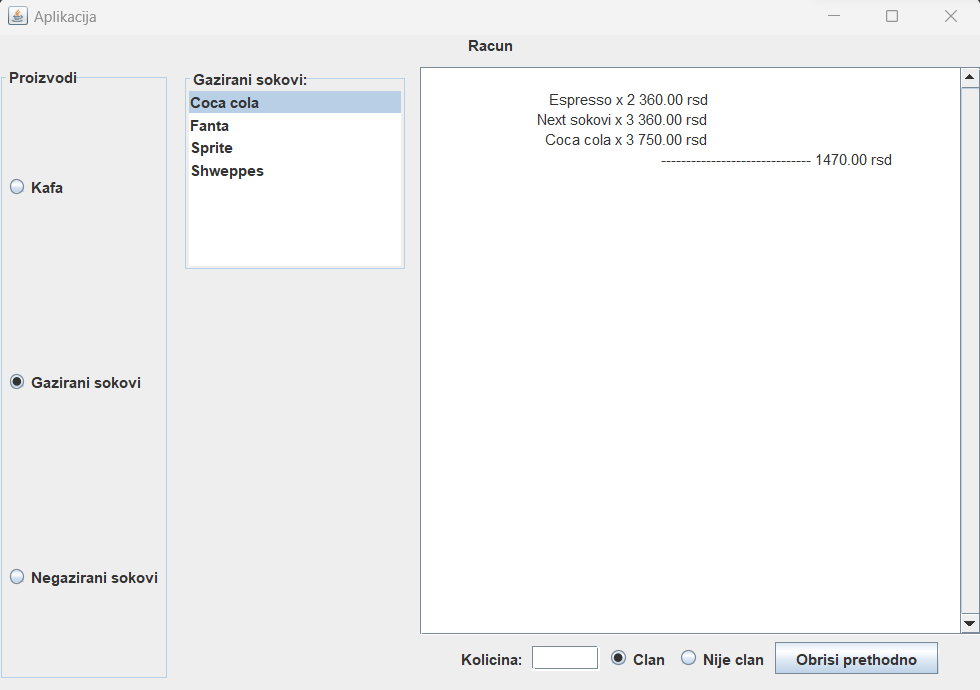 Aplikacija
Racun
Proizvodi
Kafa
Gazirani sokovi
Negazirani sokovi
Gazirani sokovi:
Coca cola
Fanta
Sprite
Shweppes
Espresso x 2 360.00 rsd
Next sokovi x 3 360.00 rsd
Coca cola x 3 750.00 rsd
------------------------------ 1470.00 rsd
Kolicina: Clan Nije clan Obrisi prethodno